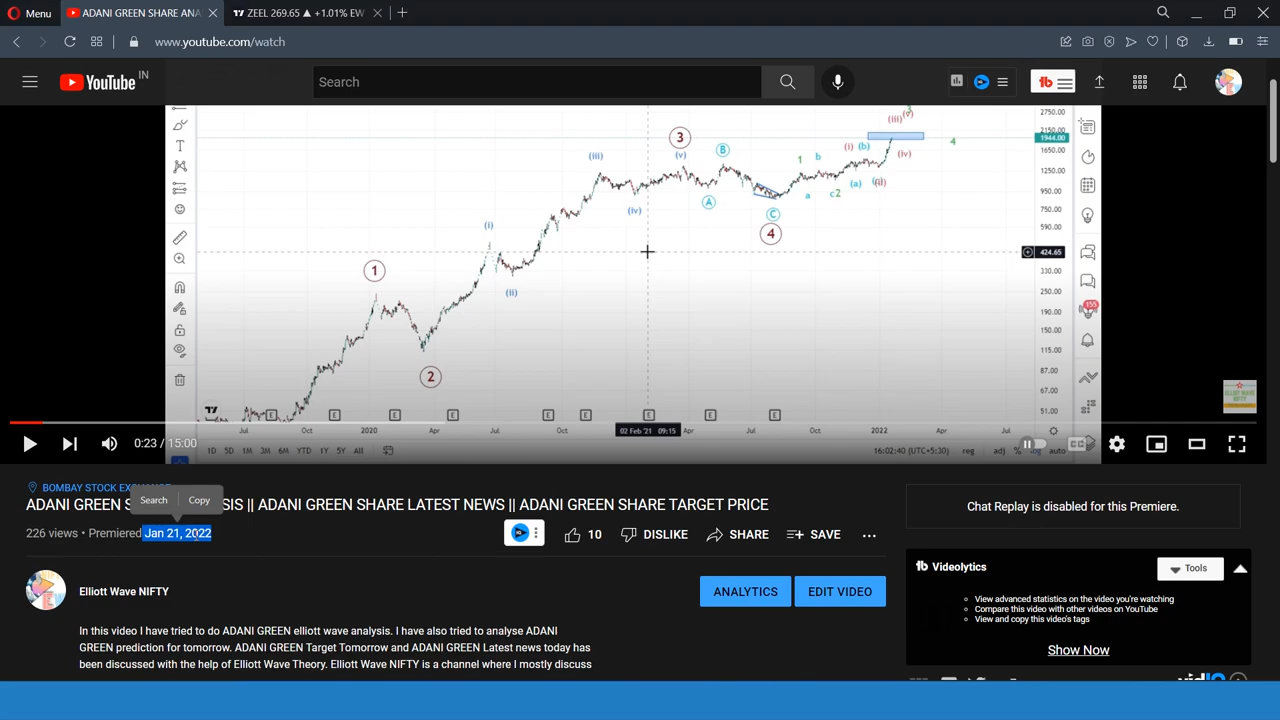 Menu
ADANI GREEN SHARE ANA
ZEEL 269.65 ▲ +1.01% EW
www.youtube.com/watch
YouTube IN
Search
2750.00
2150.00
1944.00
1650.00
1250.00
950.00
750.00
590.00
424.65
330.00
250.00
190.00
150.00
115.00
87.00
67.00
51.00
1
2
(i)
(ii)
(iii)
(iv)
3
(v)
A
B
C
4
1
a
b
c 2
(i) (b)
(a)
(ii)
(iii) (v)
3
(iv)
4
155
E E E E E E E E E
Jul Oct 2020 Apr Jul Oct 02 Feb '21 09:15 Apr Jul Oct 2022 Apr Jul
1D 5D 1M 3M 6M YTD 1Y 5Y All
16:02:40 (UTC+5:30) reg adj % log auto
0:23 / 15:00
BOMBAY STOCK EXC
Search Copy
ADANI GREEN S SIS || ADANI GREEN SHARE LATEST NEWS || ADANI GREEN SHARE TARGET PRICE
226 views • Premiered Jan 21, 2022
10 DISLIKE SHARE SAVE
Elliott Wave NIFTY
ANALYTICS EDIT VIDEO
In this video I have tried to do ADANI GREEN elliott wave analysis. I have also tried to analyse ADANI
GREEN prediction for tomorrow. ADANI GREEN Target Tomorrow and ADANI GREEN Latest news today has
been discussed with the help of Elliott Wave Theory. Elliott Wave NIFTY is a channel where I mostly discuss
Chat Replay is disabled for this Premiere.
Videolytics
Tools
View advanced statistics on the video you're watching
Compare this video with other videos on YouTube
View and copy this video's tags
Show Now